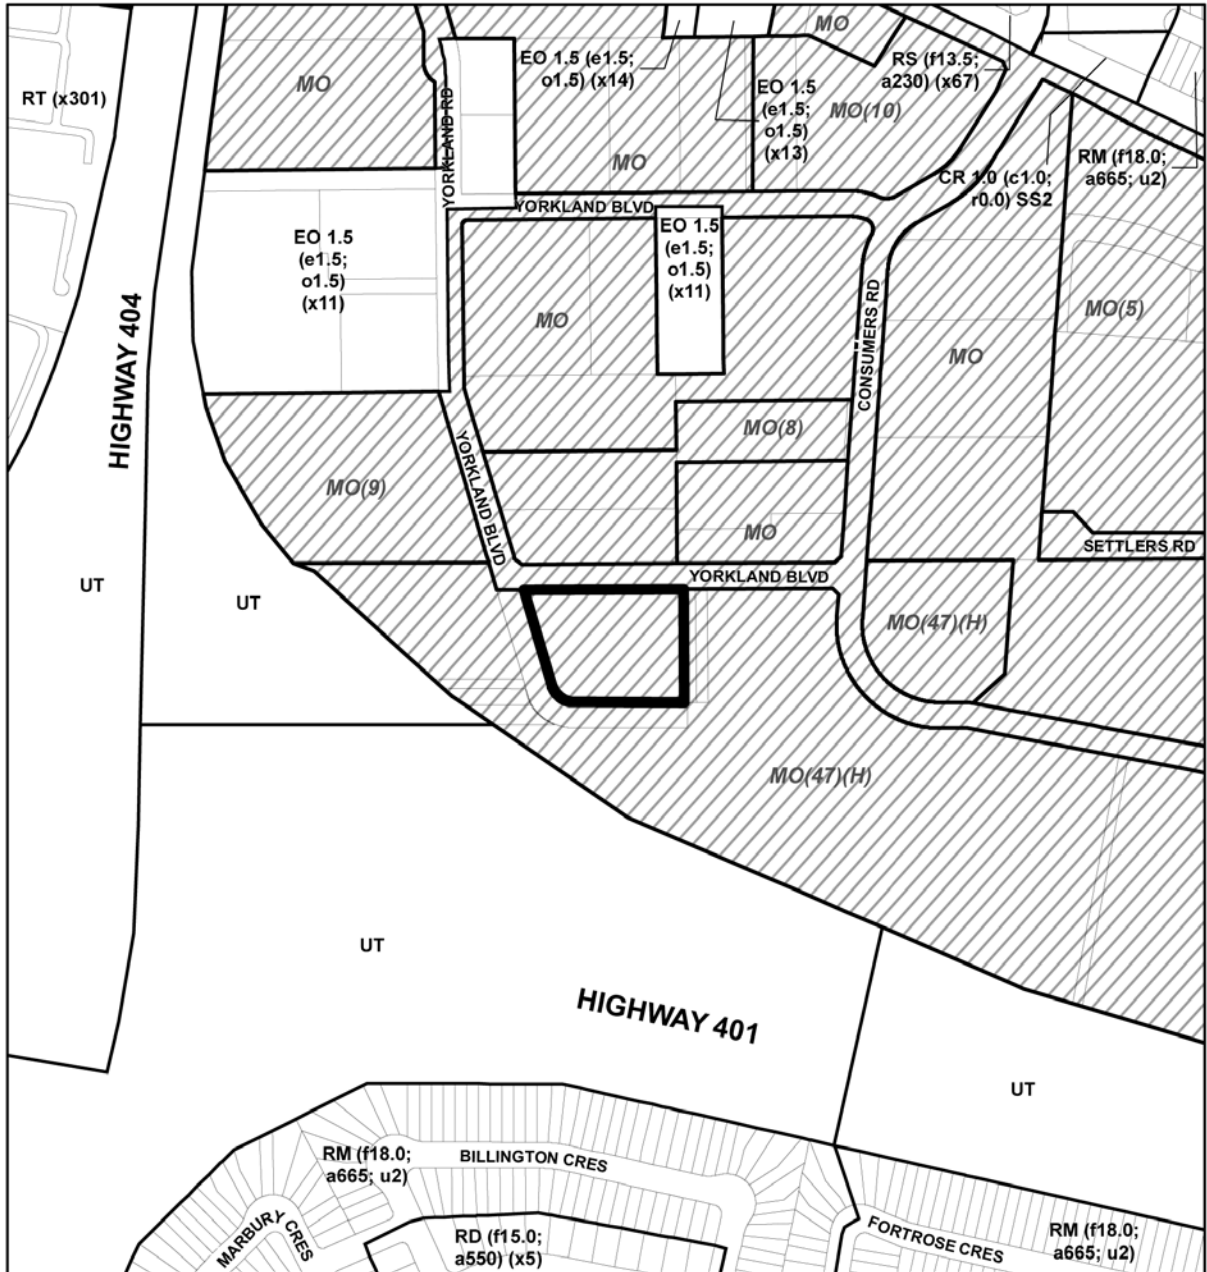 MO
EO 1.5 (e1.5;
o1.5) (x14)
MO
RS (f13.5;
a230) (x67)
RT (x301)
MO
YORKLAND RD
EO 1.5
(e1.5;
o1.5)
(x13)
MO(10)
RM (f18.0;
a665; u2)
CR 1.0 (c1.0;
r0.0) SS2
YORKLAND BLVD
EO 1.5
(e1.5;
o1.5)
(x11)
EO 1.5
(e1.5;
o1.5)
(x11)
HIGHWAY 404
MO
CONSUMERS RD
MO
MO(5)
MO(8)
MO(9)
YORKLAND BLVD
MO
SETTLERS RD
YORKLAND BLVD
UT
UT
MO(47)(H)
MO(47)(H)
UT
HIGHWAY 401
UT
RM (f18.0;
a665; u2)
BILLINGTON CRES
MARBURY CRES
RD (f15.0;
a550) (x5)
FORTROSE CRES
RM (f18.0;
a665; u2)